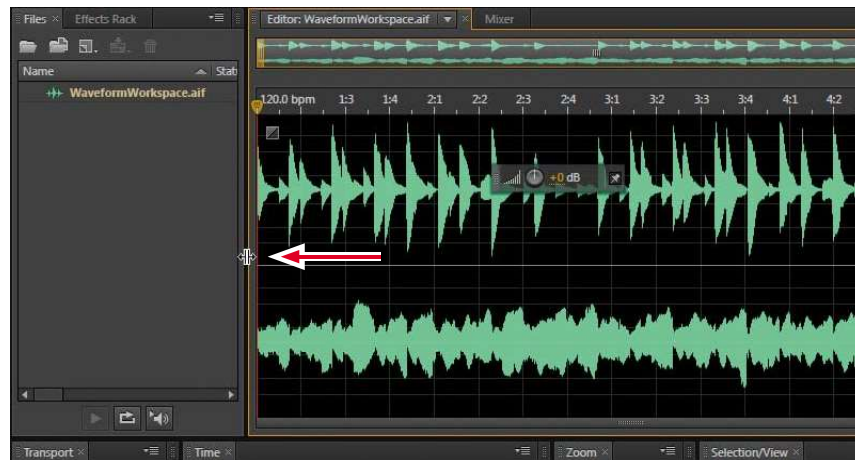 Files × Effects Rack
Editor: WaveformWorkspace.aif × Mixer
Name
WaveformWorkspace.aif
120.0 bpm 1:3 1:4 2:1 2:2 2:3 2:4 3:1 3:2 3:3 3:4 4:1 4:2
+0 dB
Transport × Time × Zoom × Selection/View ×